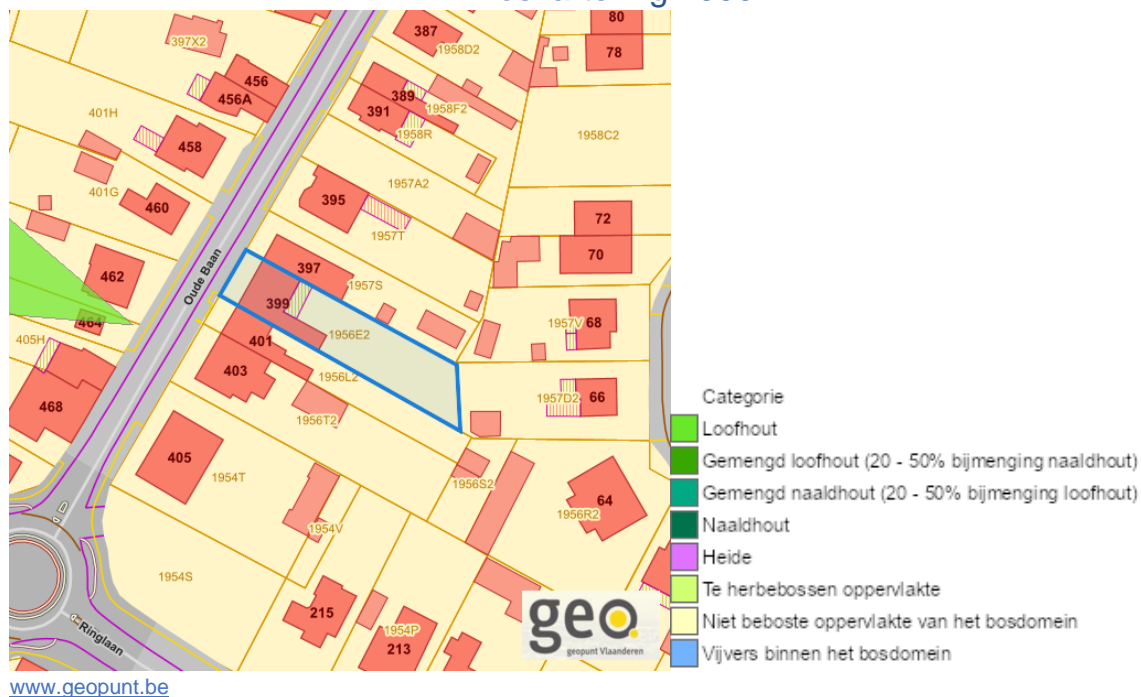 80
387
1958D2
78
397X2
456
456A
389
1958F2
391
1958R
401H
1958C2
458
1957A2
401G
395
460
72
1957T
70
Oude Baan
462
397
1957S
399
464
1957V
68
405H
401
1956E2
403
1956L2
1957D2
66
468
1956T2
405
1954T
1956S2
64
1956R2
1954V
1954S
215
1954P
213
Ringlaan
geo
geopunt Vlaanderen
Categorie
Loofhout
Gemengd loofhout (20 - 50% bijmenging naaldhout)
Gemengd naaldhout (20 - 50% bijmenging loofhout)
Naaldhout
Heide
Te herbebossen oppervlakte
Niet beboste oppervlakte van het bosdomein
Vijvers binnen het bosdomein
www.geopunt.be